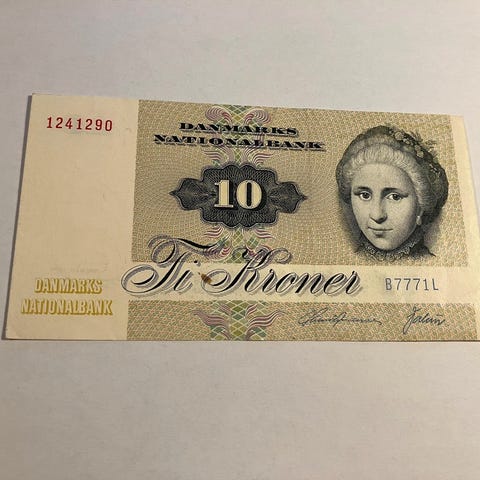 1241290
DANMARKS
NATIONALBANK
10
Ti Kroner
B7771L
DANMARKS
NATIONALBANK